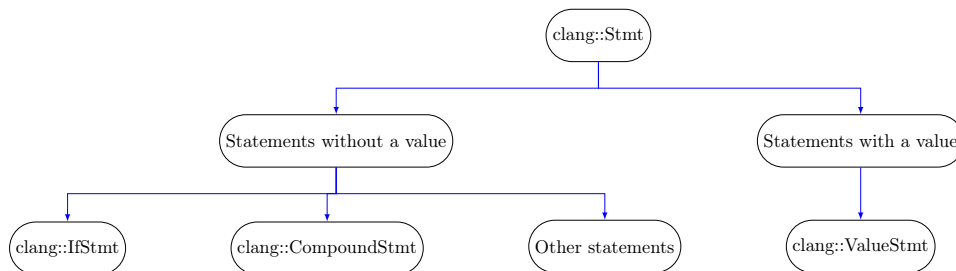 clang::Stmt
Statements without a value
Statements with a value
clang::IfStmt
clang::CompoundStmt
Other statements
clang::ValueStmt